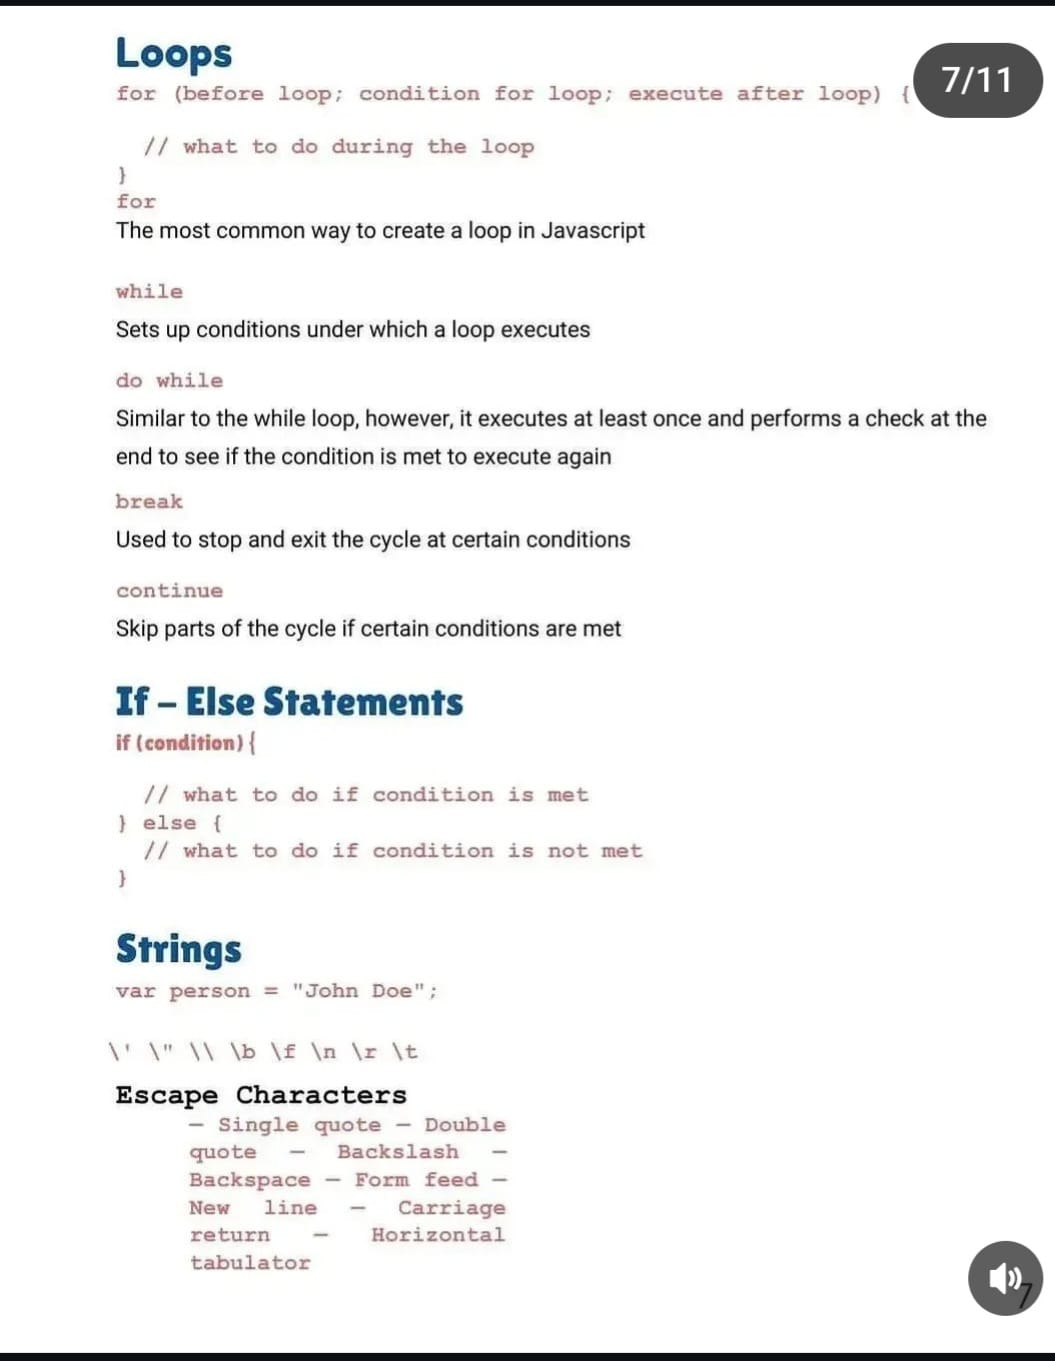 Loops
7/11
for (before loop; condition for loop; execute after loop) {
// what to do during the loop
}
for
The most common way to create a loop in Javascript
while
Sets up conditions under which a loop executes
do while
Similar to the while loop, however, it executes at least once and performs a check at the
end to see if the condition is met to execute again
break
Used to stop and exit the cycle at certain conditions
continue
Skip parts of the cycle if certain conditions are met
If – Else Statements
if (condition) {
// what to do if condition is met
} else {
// what to do if condition is not met
}
Strings
var person = "John Doe";
\' \" \\ \b \f \n \r \t
Escape Characters
— Single quote — Double
quote — Backslash —
Backspace — Form feed —
New line — Carriage
return — Horizontal
tabulator
7